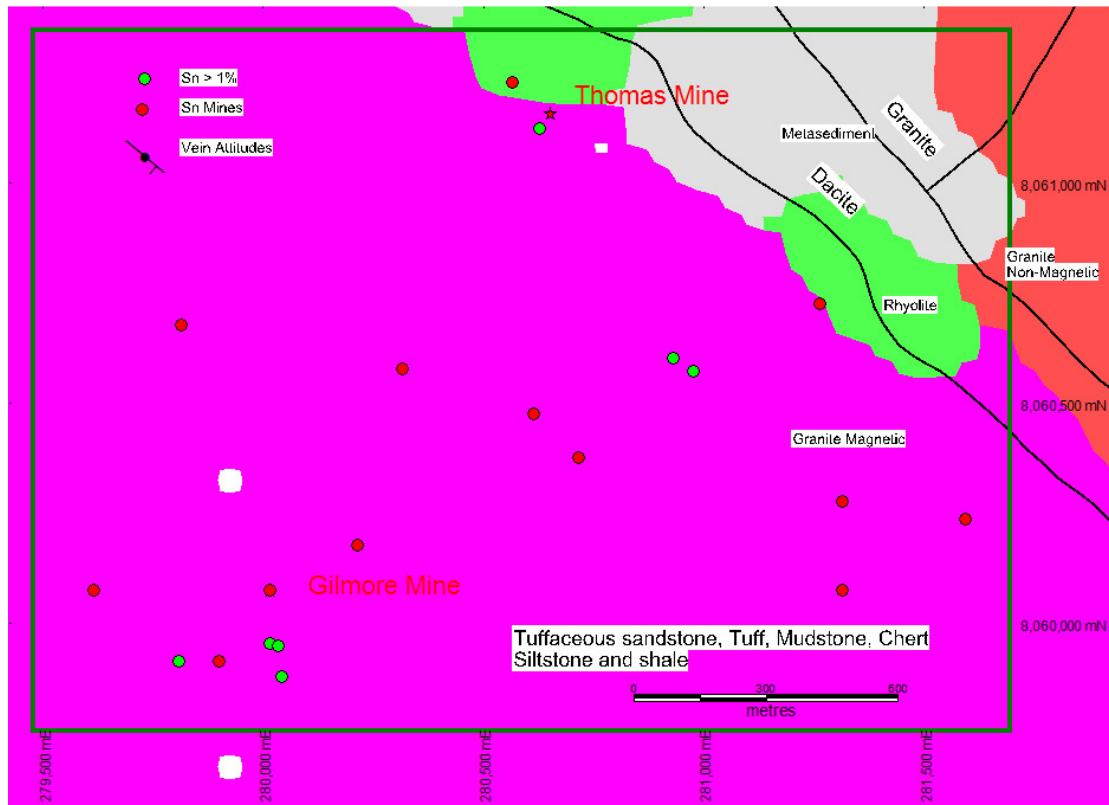 Sn > 1%
Sn Mines
Vein Attitudes
Thomas Mine
Metasediment
Granite
Dacite
8,061,000 mN
Granite
Non-Magnetic
Rhyolite
8,060,500 mN
Granite Magnetic
Gilmore Mine
8,060,000 mN
Tuffaceous sandstone, Tuff, Mudstone, Chert
Siltstone and shale
0 300 600
metres
279,500 mE
280,000 mE
280,500 mE
281,000 mE
281,500 mE